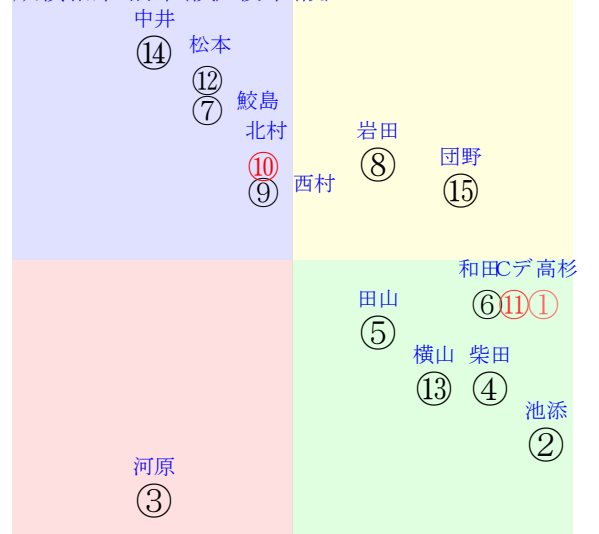 中井
⑭
松本
⑫
⑦
鮫島
北村
⑩
⑨
西村
岩田
⑧
団野
⑮
和田Cデ高杉
⑥⑪①
田山
⑤
横山
⑬
柴田
④
池添
②
河原
③